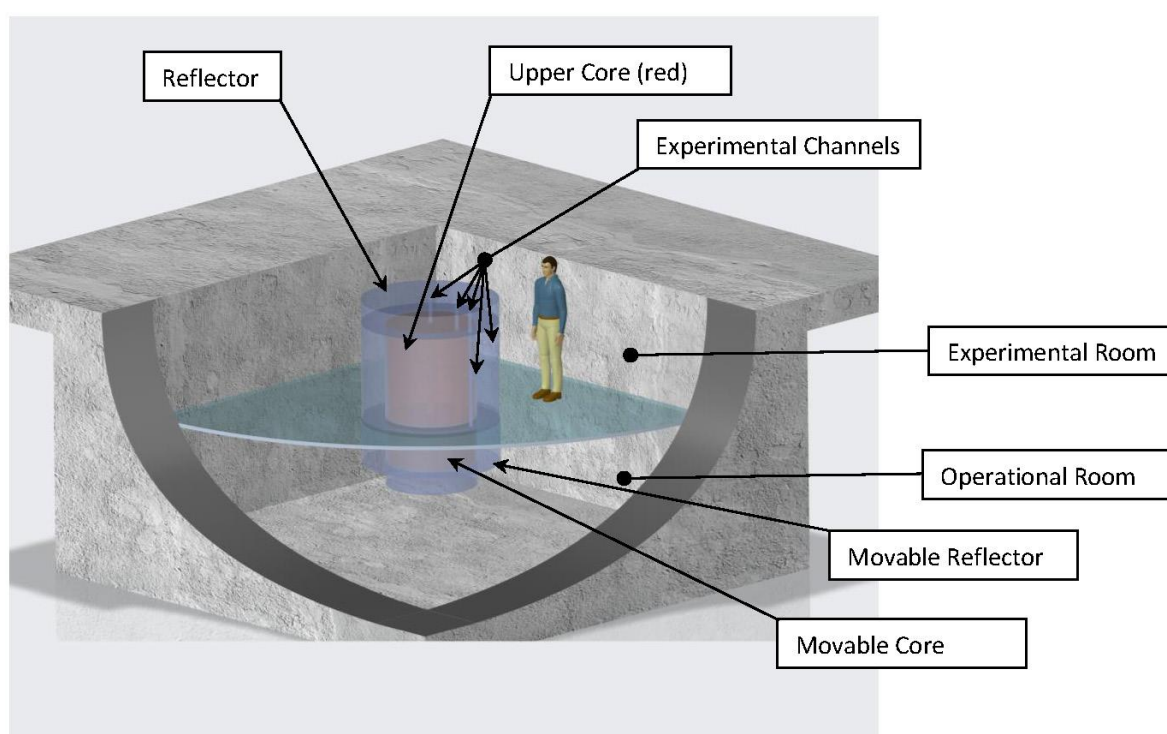 Reflector
Upper Core (red)
Experimental Channels
Experimental Room
Operational Room
Movable Reflector
Movable Core